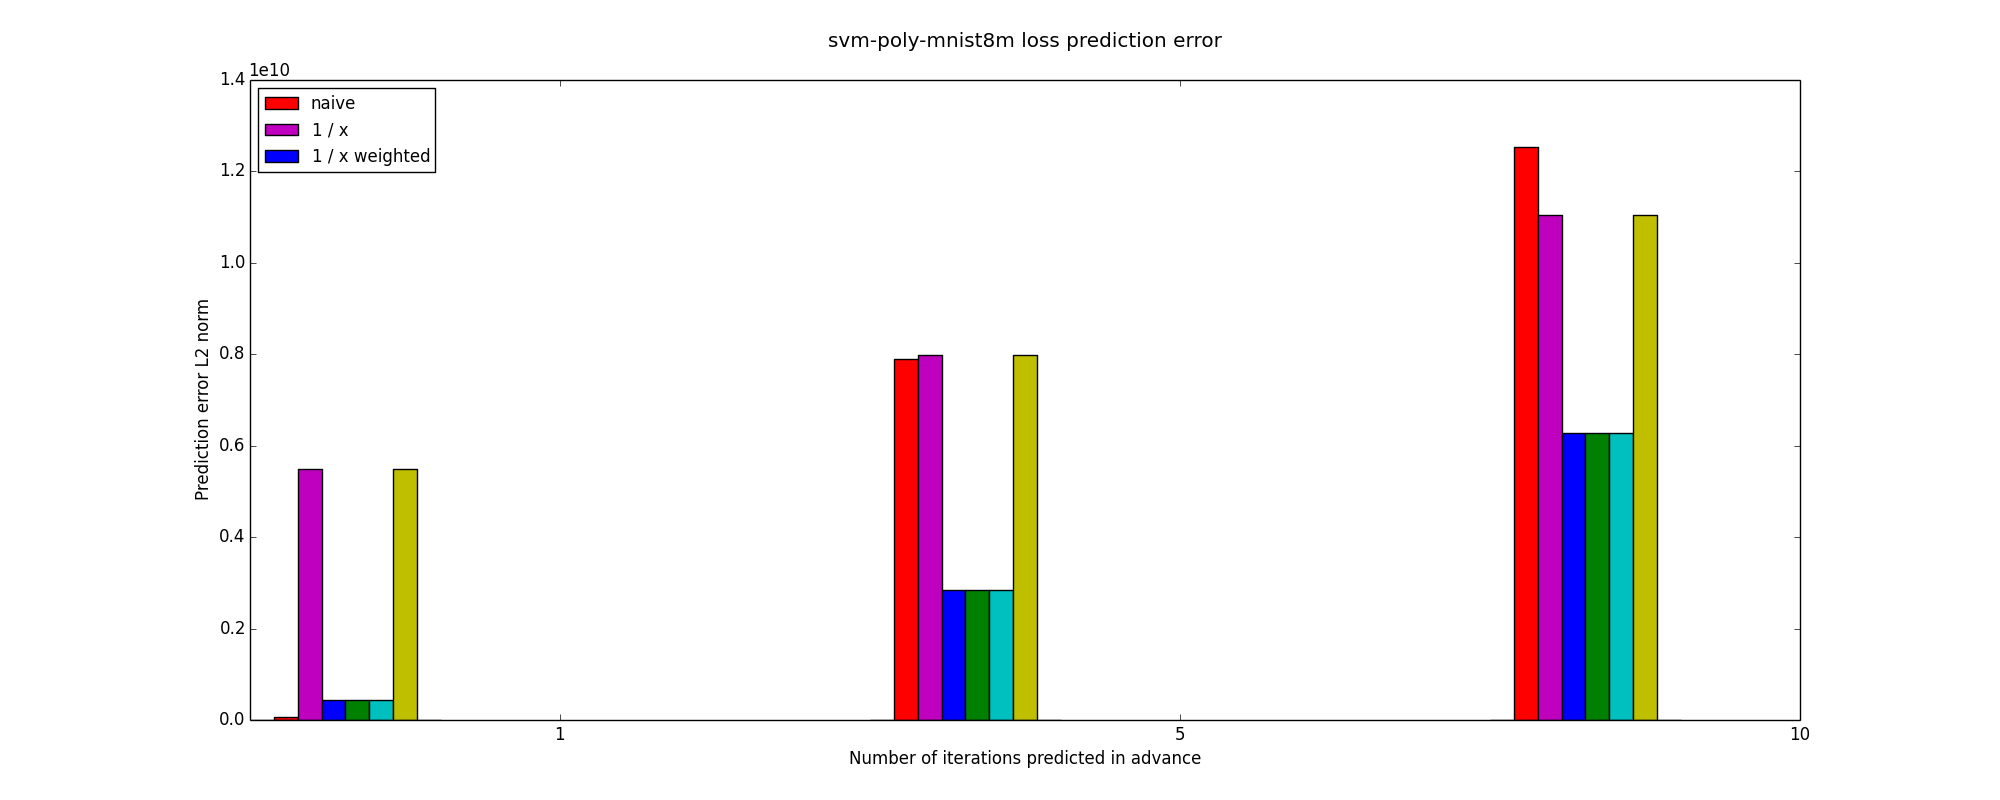 svm-poly-mnist8m loss prediction error
1e10
1.4
1.2
1.0
0.8
0.6
0.4
0.2
0.0
naive
1 / x
1 / x weighted
Prediction error L2 norm
1
5
10
Number of iterations predicted in advance